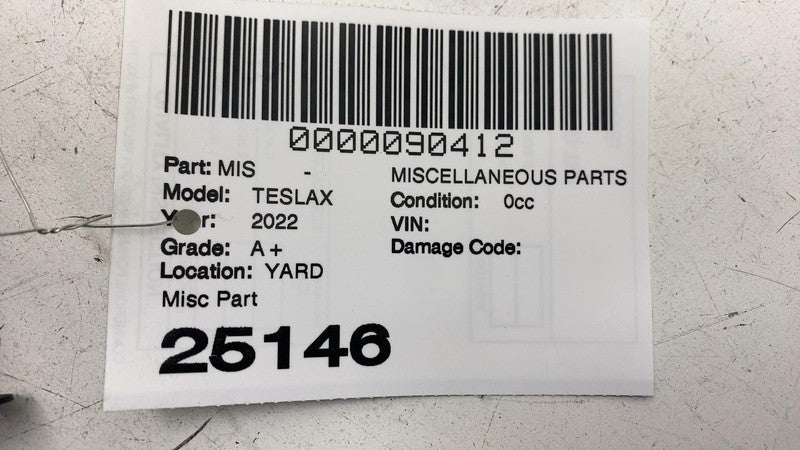 0000090412
Part: MIS - MISCELLANEOUS PARTS
Model: TESLAX Condition: 0cc
Year: 2022 VIN:
Grade: A+ Damage Code:
Location: YARD
Misc Part
25146